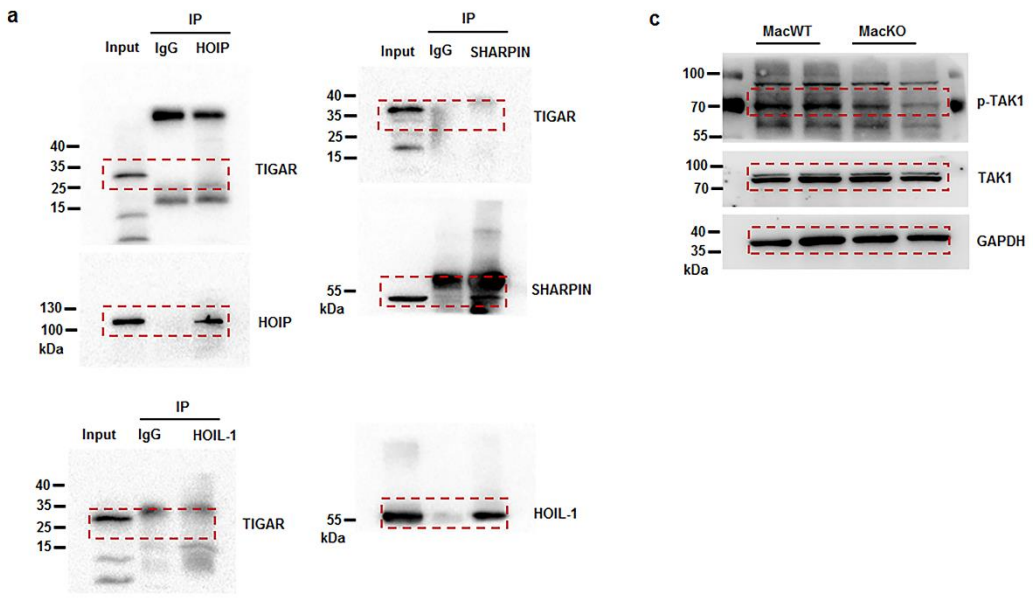 a
IP
Input IgG HOIP
40
35
25
15
TIGAR
130
100
kDa
HOIP
IP
Input IgG SHARPIN
40
35
25
15
TIGAR
55
kDa
SHARPIN
IP
Input IgG HOIL-1
40
35
25
15
TIGAR
55
kDa
HOIL-1
c
MacWT MacKO
100
70
55
p-TAK1
100
70
TAK1
40
35
kDa
GAPDH